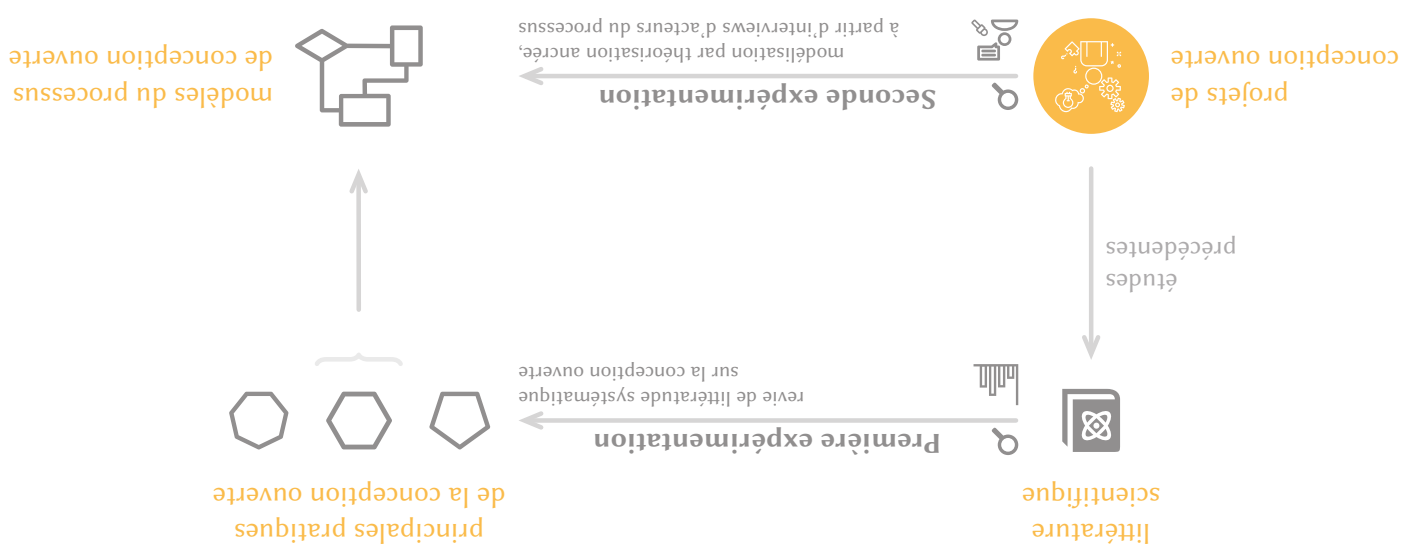 littérature
scientifique
Première expérimentation
revie de littératude systématique
sur la conception ouverte
principales pratiques
de la conception ouverte
études
précédentes
projets de
conception ouverte
Seconde expérimentation
modélisation par théorisation ancrée,
à partir d'interviews d'acteurs du processus
modèles du processus
de conception ouverte